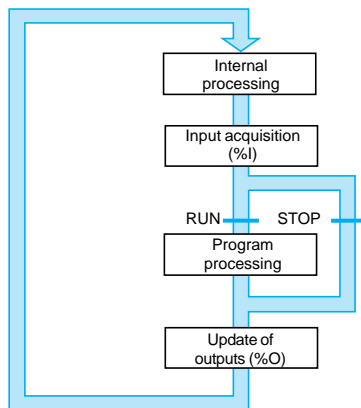 Internal
processing
Input acquisition
(%I)
RUN STOP
Program
processing
Update of
outputs (%O)